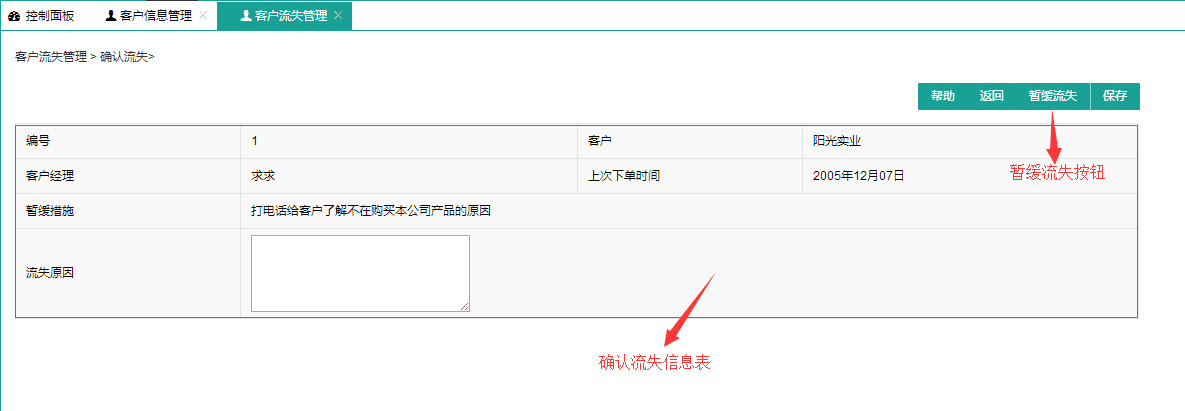 控制面板 客户信息管理 × 客户流失管理 ×
客户流失管理 > 确认流失>
帮助 返回 暂缓流失 保存
编号 1 客户 阳光实业
客户经理 求求 上次下单时间 2005年12月07日
暂缓流失按钮
暂缓措施 打电话给客户了解不在购买本公司产品的原因
流失原因
确认流失信息表